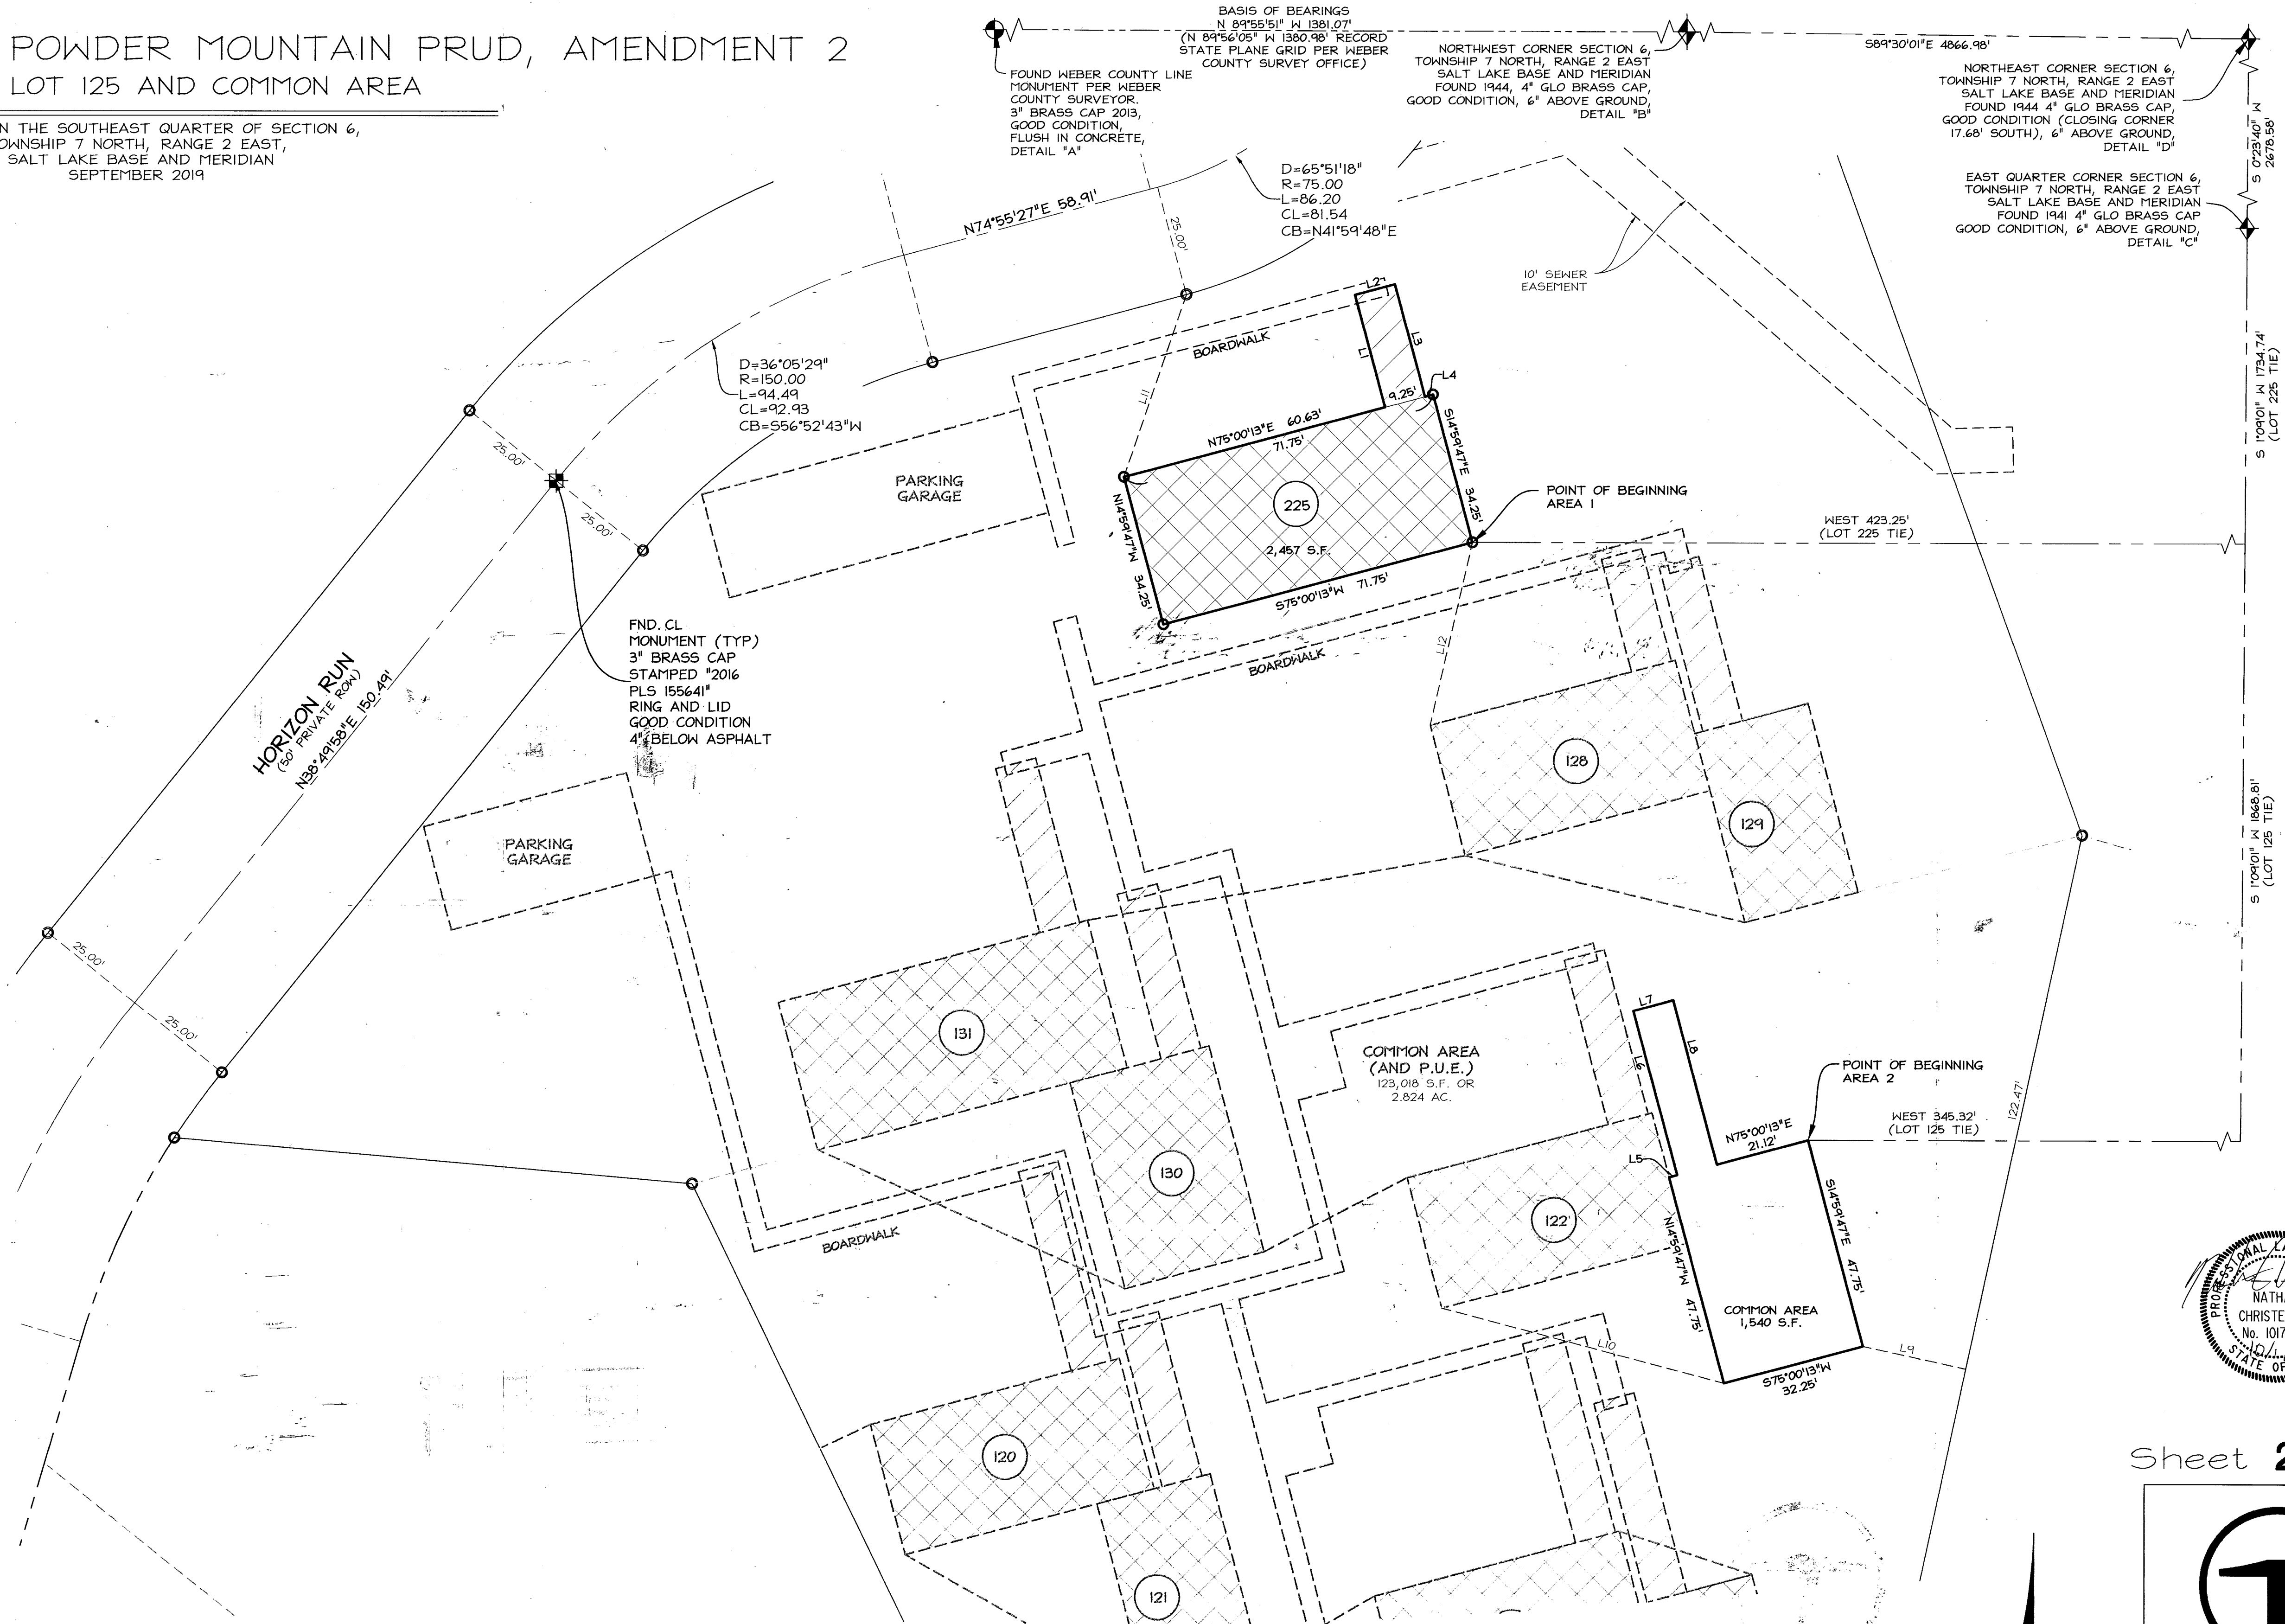 POWDER MOUNTAIN PRUD, AMENDMENT 2
LOT 125 AND COMMON AREA
N THE SOUTHEAST QUARTER OF SECTION 6,
OWNSHIP 7 NORTH, RANGE 2 EAST,
SALT LAKE BASE AND MERIDIAN
SEPTEMBER 2019
BASIS OF BEARINGS
N 89°55'51" W 1381.07'
(N 89°56'05" W 1380.98' RECORD
STATE PLANE GRID PER WEBER
COUNTY SURVEY OFFICE)
FOUND WEBER COUNTY LINE
MONUMENT PER WEBER
COUNTY SURVEYOR.
3" BRASS CAP 2013,
GOOD CONDITION,
FLUSH IN CONCRETE,
DETAIL "A"
NORTHWEST CORNER SECTION 6,
TOWNSHIP 7 NORTH, RANGE 2 EAST
SALT LAKE BASE AND MERIDIAN
FOUND 1944, 4" GLO BRASS CAP,
GOOD CONDITION, 6" ABOVE GROUND,
DETAIL "B"
S89°30'01"E 4866.98'
NORTHEAST CORNER SECTION 6,
TOWNSHIP 7 NORTH, RANGE 2 EAST
SALT LAKE BASE AND MERIDIAN
FOUND 1944 4" GLO BRASS CAP,
GOOD CONDITION (CLOSING CORNER
17.68' SOUTH), 6" ABOVE GROUND,
DETAIL "D"
S 0°23'40" W
2678.58'
EAST QUARTER CORNER SECTION 6,
TOWNSHIP 7 NORTH, RANGE 2 EAST
SALT LAKE BASE AND MERIDIAN
FOUND 1941 4" GLO BRASS CAP
GOOD CONDITION, 6" ABOVE GROUND,
DETAIL "C"
D=65°51'18"
R=75.00
L=86.20
CL=81.54
CB=N41°59'48"E
N74°55'27"E 58.91'
25.00'
10' SEWER
EASEMENT
D=36°05'29"
R=150.00
L=94.49
CL=92.93
CB=S56°52'43"W
BOARDWALK
L1
L2
L3
L4
L11
9.25'
N75°00'13"E 60.63'
71.75'
S14°59'47"E 34.25'
N14°59'47"W 34.25'
225
2,457 S.F.
S75°00'13"W 71.75'
POINT OF BEGINNING
AREA 1
WEST 423.25'
(LOT 225 TIE)
S 1°09'01" W 1734.74'
(LOT 225 TIE)
25.00'
25.00'
PARKING
GARAGE
FND. CL
MONUMENT (TYP)
3" BRASS CAP
STAMPED "2016
PLS 155641"
RING AND LID
GOOD CONDITION
4" BELOW ASPHALT
HORIZON RUN
(50' PRIVATE ROW)
N38°49'58"E 150.49'
BOARDWALK
L12
128
129
S 1°09'01" W 1868.81'
(LOT 125 TIE)
PARKING
GARAGE
25.00'
25.00'
131
130
COMMON AREA
(AND P.U.E.)
123,018 S.F. OR
2.824 AC.
L7
L6
L8
POINT OF BEGINNING
AREA 2
WEST 345.32'
(LOT 125 TIE)
122.47'
N75°00'13"E
21.12'
L5
122
N14°59'47"W 47.75'
S14°59'47"E 47.75'
COMMON AREA
1,540 S.F.
L9
L10
S75°00'13"W
32.25'
BOARDWALK
120
121
NATH
CHRISTE
No. 1017
STATE OF
Sheet 2